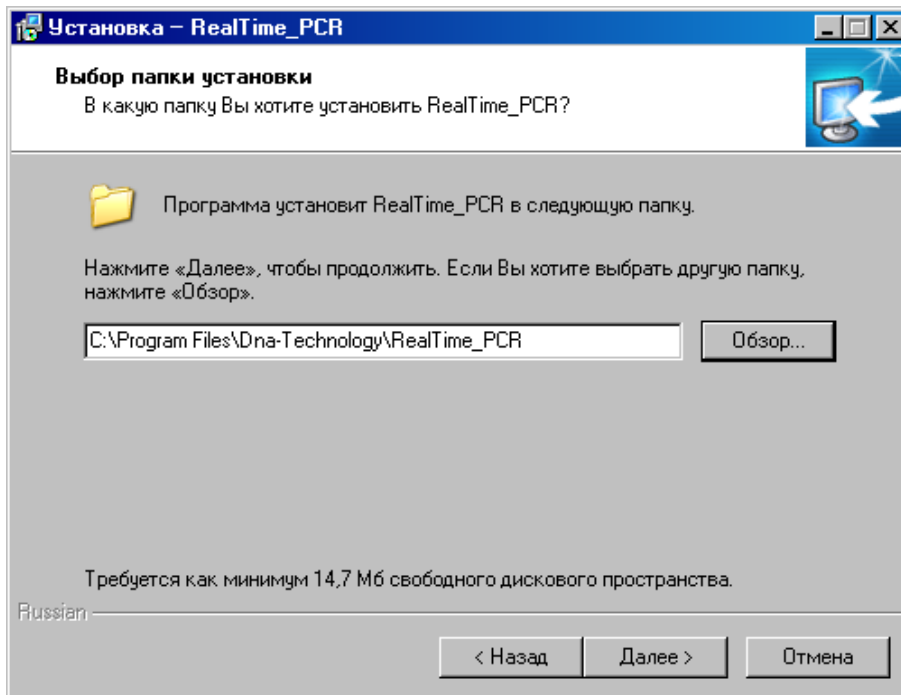 Установка – RealTime_PCR
Выбор папки установки
В какую папку Вы хотите установить RealTime_PCR?
Программа установит RealTime_PCR в следующую папку.
Нажмите «Далее», чтобы продолжить. Если Вы хотите выбрать другую папку,
нажмите «Обзор».
C:\Program Files\Dna-Technology\RealTime_PCR
Обзор...
Требуется как минимум 14,7 Мб свободного дискового пространства.
Russian
< Назад
Далее >
Отмена